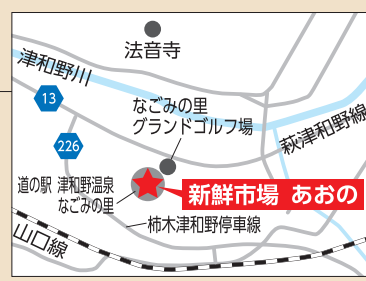 法音寺
津和野川
13
なごみの里
グランドゴルフ場
萩津和野線
226
道の駅 津和野温泉
なごみの里
新鮮市場 あおの
柿木津和野停車線
山口線